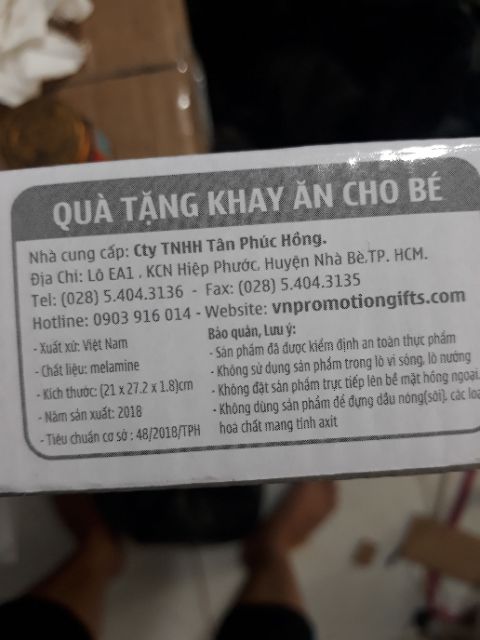 QUÀ TẶNG KHAY ĂN CHO BÉ
Nhà cung cấp: Cty TNHH Tân Phúc Hồng.
Địa Chỉ: Lô EA1 . KCN Hiệp Phước, Huyện Nhà Bè,TP. HCM.
Tel: (028) 5.404.3136 - Fax: (028) 5.404.3135
Hotline: 0903 916 014 - Website: vnpromotiongifts.com
- Xuất xứ: Việt Nam
- Chất liệu: melamine
- Kích thước: (21 x 27.2 x 1.8)cm
- Năm sản xuất: 2018
- Tiêu chuẩn cơ sở : 48/2018/TPH
Bảo quản, Lưu ý:
- Sản phẩm đã được kiểm định an toàn thực phẩm
- Không sử dụng sản phẩm trong lò vi sóng, lò nướng
- Không đặt sản phẩm trực tiếp lên bề mặt hồng ngoại.
- Không dùng sản phẩm để đựng dầu nóng(sôi), các loạ
hoá chất mang tính axit